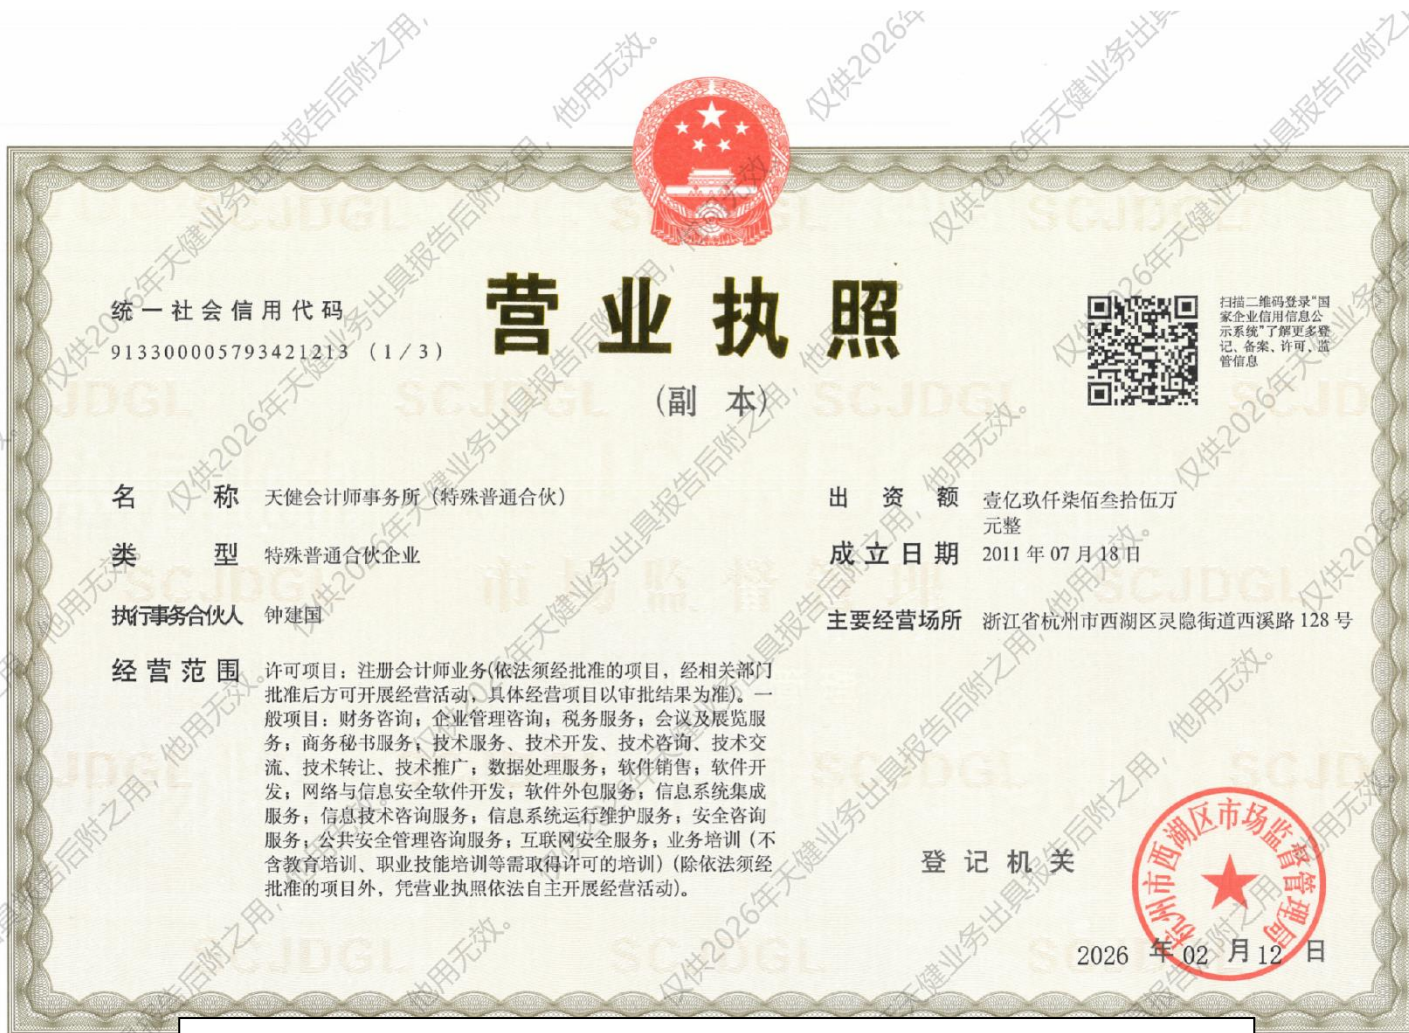 营业执照
（副 本）
统一社会信用代码
913300005793421213 （1/3）
扫描二维码登录“国
家企业信用信息公
示系统”了解更多登
记、备案、许可、监
管信息
名 称 天健会计师事务所（特殊普通合伙）
类 型 特殊普通合伙企业
执行事务合伙人 钟建国
经营范围 许可项目：注册会计师业务(依法须经批准的项目，经相关部门
批准后方可开展经营活动，具体经营项目以审批结果为准)。一
般项目：财务咨询；企业管理咨询；税务服务；会议及展览服
务；商务秘书服务；技术服务、技术开发、技术咨询、技术交
流、技术转让、技术推广；数据处理服务；软件销售；软件开
发；网络与信息安全软件开发；软件外包服务；信息系统集成
服务；信息技术咨询服务；信息系统运行维护服务；安全咨询
服务；公共安全管理咨询服务；互联网安全服务；业务培训（不
含教育培训、职业技能培训等需取得许可的培训）(除依法须经
批准的项目外，凭营业执照依法自主开展经营活动)。
出 资 额 壹亿玖仟柒佰叁拾伍万
元整
成立日期 2011 年 07 月 18 日
主要经营场所 浙江省杭州市西湖区灵隐街道西溪路 128 号
登记机关
杭州市西湖区市场监督管理局
2026 年 02 月 12 日
仅供2026年天健业务出具报告后附之用，他用无效。
SCJDGL
市场监督管理